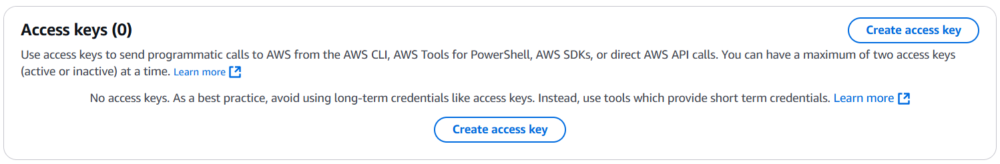 Access keys (0)
Create access key
Use access keys to send programmatic calls to AWS from the AWS CLI, AWS Tools for PowerShell, AWS SDKs, or direct AWS API calls. You can have a maximum of two access keys
(active or inactive) at a time. Learn more
No access keys. As a best practice, avoid using long-term credentials like access keys. Instead, use tools which provide short term credentials. Learn more
Create access key